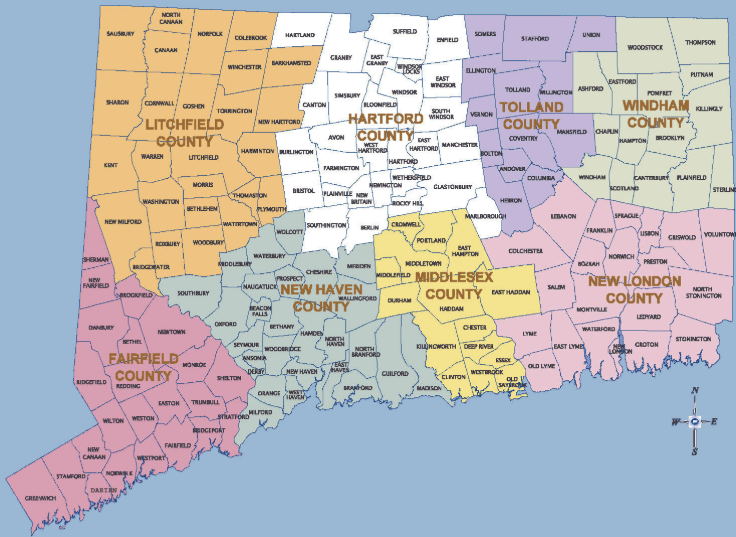 NORTH
CANAAN
SALISBURY
CANAAN
NORFOLK
COLEBROOK
HARTLAND
SUFFIELD
ENFIELD
SOMERS
STAFFORD
UNION
WOODSTOCK
THOMPSON
WINCHESTER
BARKHAMSTED
GRANBY
EAST
GRANBY
WINDSOR
LOCKS
EAST
WINDSOR
ELLINGTON
TOLLAND
WILLINGTON
ASHFORD
EASTFORD
POMFRET
PUTNAM
KILLINGLY
SHARON
CORNWALL
GOSHEN
TORRINGTON
NEW HARTFORD
CANTON
SIMSBURY
BLOOMFIELD
WINDSOR
SOUTH
WINDSOR
VERNON
LITCHFIELD
COUNTY
HARTFORD
COUNTY
TOLLAND
COUNTY
WINDHAM
COUNTY
COVENTRY
MANSFIELD
CHAPLIN
HAMPTON
BROOKLYN
KENT
WARREN
LITCHFIELD
HARWINTON
BURLINGTON
AVON
WEST
HARTFORD
HARTFORD
EAST
HARTFORD
MANCHESTER
BOLTON
ANDOVER
COLUMBIA
WINDHAM
SCOTLAND
CANTERBURY
PLAINFIELD
STERLING
MORRIS
FARMINGTON
WETHERSFIELD
NEWINGTON
GLASTONBURY
HEBRON
WASHINGTON
BETHLEHEM
THOMASTON
PLYMOUTH
BRISTOL
PLAINVILLE
NEW
BRITAIN
ROCKY HILL
MARLBOROUGH
NEW MILFORD
ROXBURY
WOODBURY
WATERTOWN
WOLCOTT
SOUTHINGTON
BERLIN
CROMWELL
PORTLAND
EAST
HAMPTON
COLCHESTER
LEBANON
FRANKLIN
SPRAGUE
LISBON
GRISWOLD
VOLUNTOWN
SHERMAN
BRIDGEWATER
MIDDLEBURY
WATERBURY
CHESHIRE
MERIDEN
MIDDLETOWN
MIDDLEFIELD
BOZRAH
NORWICH
PRESTON
NEW
FAIRFIELD
BROOKFIELD
SOUTHBURY
NAUGATUCK
PROSPECT
NEW HAVEN
COUNTY
WALLINGFORD
MIDDLESEX
COUNTY
DURHAM
HADDAM
EAST HADDAM
SALEM
NEW LONDON
COUNTY
MONTVILLE
LEDYARD
NORTH
STONINGTON
DANBURY
BETHEL
NEWTOWN
OXFORD
BEACON
FALLS
BETHANY
HAMDEN
NORTH
HAVEN
NORTH
BRANFORD
KILLINGWORTH
CHESTER
DEEP RIVER
ESSEX
LYME
EAST LYME
WATERFORD
NEW
LONDON
GROTON
STONINGTON
FAIRFIELD
COUNTY
RIDGEFIELD
REDDING
MONROE
SEYMOUR
ANSONIA
DERBY
WOODBRIDGE
NEW HAVEN
EAST
HAVEN
BRANFORD
GUILFORD
MADISON
CLINTON
WESTBROOK
OLD
SAYBROOK
OLD LYME
SHELTON
ORANGE
WEST
HAVEN
MILFORD
EASTON
TRUMBULL
STRATFORD
BRIDGEPORT
WILTON
WESTON
FAIRFIELD
WESTPORT
NEW
CANAAN
NORWALK
DARIEN
STAMFORD
GREENWICH
N
W
E
S